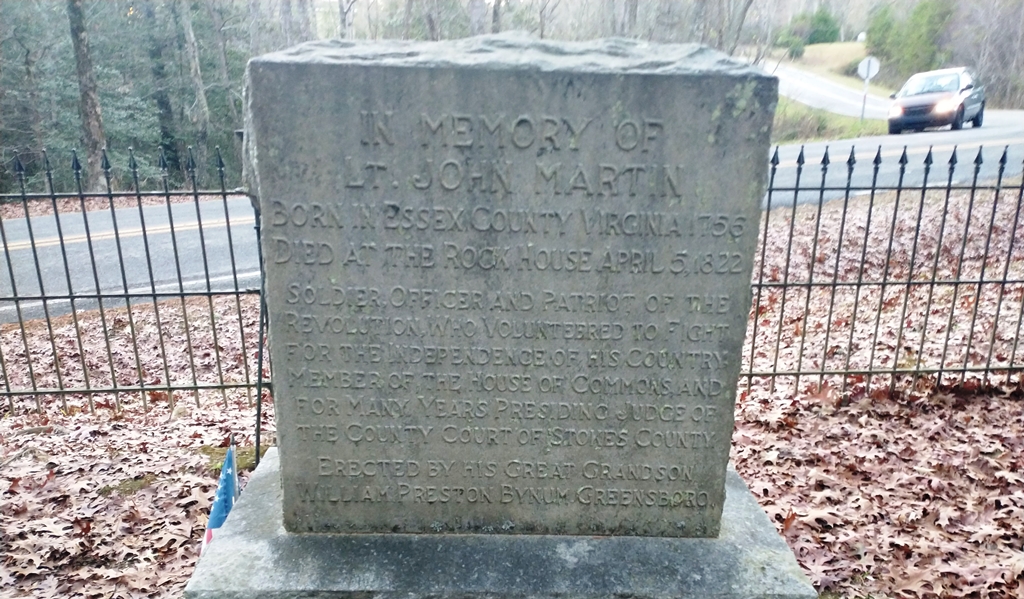 IN MEMORY OF
LT. JOHN MARTIN
BORN IN ESSEX COUNTY VIRGINIA 1756
DIED AT THE ROCK HOUSE APRIL 5, 1822
SOLDIER, OFFICER AND PATRIOT OF THE
REVOLUTION, WHO VOLUNTEERED TO FIGHT
FOR THE INDEPENDENCE OF HIS COUNTRY
MEMBER OF THE HOUSE OF COMMONS, AND
FOR MANY YEARS PRESIDING JUDGE OF
THE COUNTY COURT OF STOKES COUNTY
ERECTED BY HIS GREAT GRANDSON
WILLIAM PRESTON BYNUM GREENSBORO.